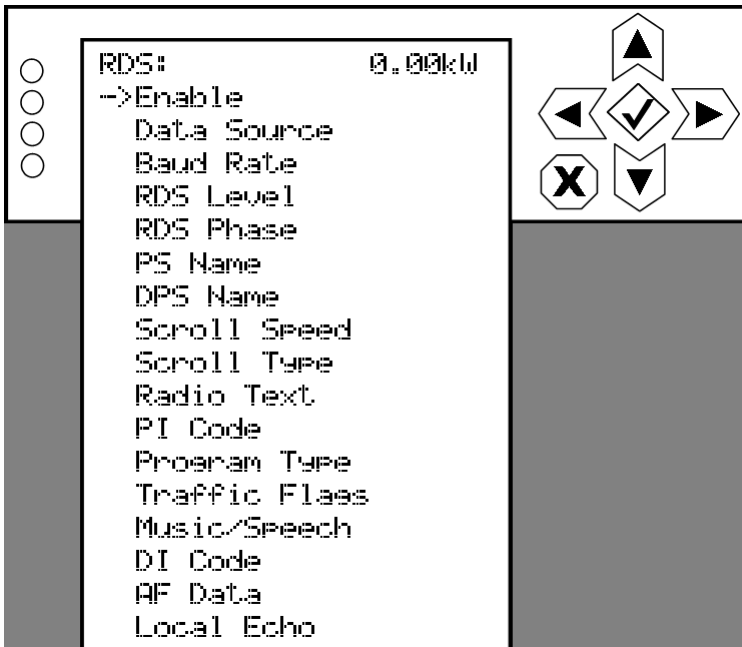 RDS: 0.00kW
->Enable
Data Source
Baud Rate
RDS Level
RDS Phase
PS Name
DPS Name
Scroll Speed
Scroll Type
Radio Text
PI Code
Program Type
Traffic Flags
Music/Speech
DI Code
AF Data
Local Echo
X